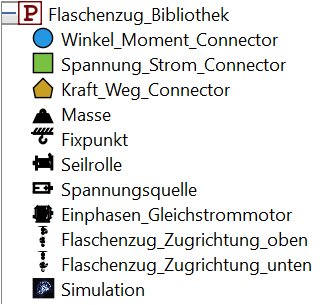 P Flaschenzug_Bibliothek
Winkel_Moment_Connector
Spannung_Strom_Connector
Kraft_Weg_Connector
Masse
Fixpunkt
Seilrolle
Spannungsquelle
Einphasen_Gleichstrommotor
Flaschenzug_Zugrichtung_oben
Flaschenzug_Zugrichtung_unten
Simulation